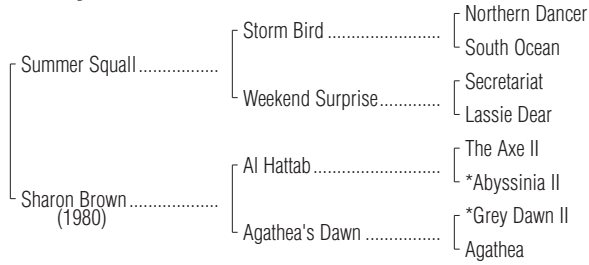 Northern Dancer
Storm Bird ......................
South Ocean
Summer Squall ................
Secretariat
Weekend Surprise ............
Lassie Dear
The Axe II
Al Hattab ........................
*Abyssinia II
Sharon Brown .................
(1980)
*Grey Dawn II
Agathea's Dawn ..............
Agathea